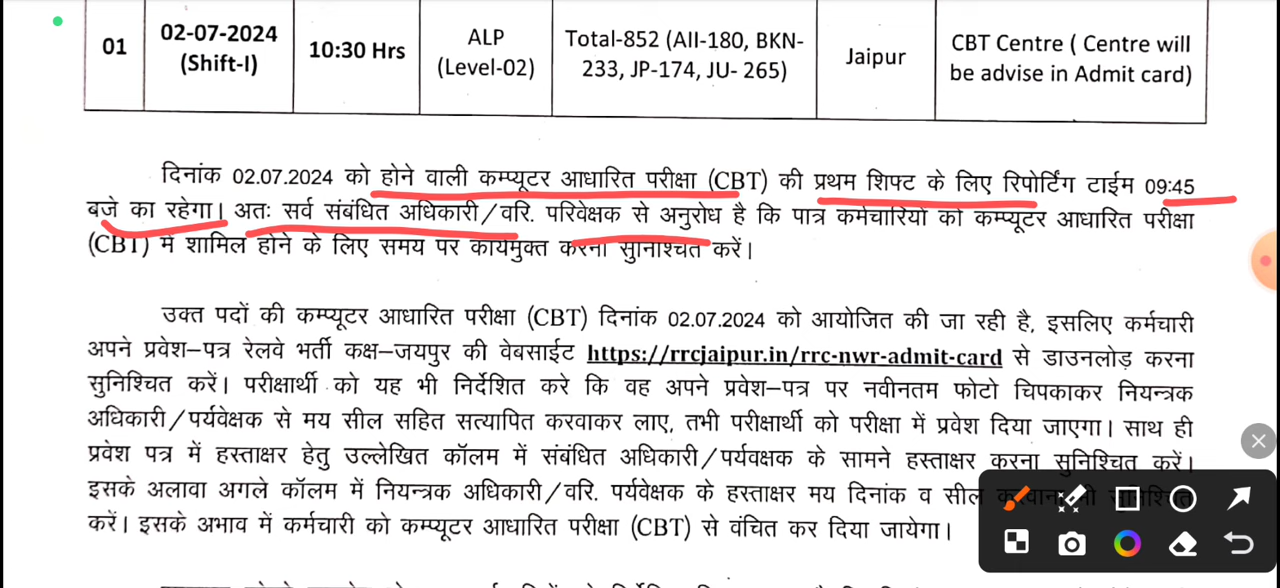 01 02-07-2024 (Shift-I) 10:30 Hrs ALP (Level-02) Total-852 (AII-180, BKN-233, JP-174, JU- 265) Jaipur CBT Centre ( Centre will be advise in Admit card)
दिनांक 02.07.2024 को होने वाली कम्प्यूटर आधारित परीक्षा (CBT) की प्रथम शिफ्ट के लिए रिपोर्टिंग टाईम 09:45
बजे का रहेगा। अतः सर्व संबंधित अधिकारी/वरि. परिवेक्षक से अनुरोध है कि पात्र कर्मचारियों को कम्प्यूटर आधारित परीक्षा
(CBT) में शामिल होने के लिए समय पर कार्यमुक्त करना सुनिश्चित करें।
उक्त पदों की कम्प्यूटर आधारित परीक्षा (CBT) दिनांक 02.07.2024 को आयोजित की जा रही है, इसलिए कर्मचारी
अपने प्रवेश–पत्र रेलवे भर्ती कक्ष–जयपुर की वेबसाईट https://rrcjaipur.in/rrc-nwr-admit-card से डाउनलोड़ करना
सुनिश्चित करें। परीक्षार्थी को यह भी निर्देशित करे कि वह अपने प्रवेश–पत्र पर नवीनतम फोटो चिपकाकर नियन्त्रक
अधिकारी/पर्यवेक्षक से मय सील सहित सत्यापित करवाकर लाए, तभी परीक्षार्थी को परीक्षा में प्रवेश दिया जाएगा। साथ ही
प्रवेश पत्र में हस्ताक्षर हेतु उल्लेखित कॉलम में संबंधित अधिकारी/पर्यवक्षक के सामने हस्ताक्षर करना सुनिश्चित करें।
इसके अलावा अगले कॉलम में नियन्त्रक अधिकारी/वरि. पर्यवेक्षक के हस्ताक्षर मय दिनांक व सील
करें। इसके अभाव में कर्मचारी को कम्प्यूटर आधारित परीक्षा (CBT) से वंचित कर दिया जायेगा।